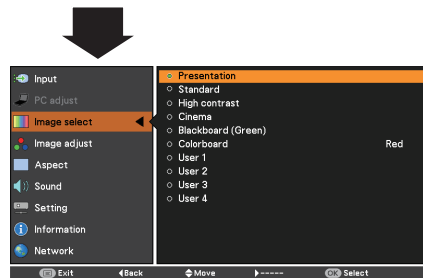 Input
PC adjust
Image select
Image adjust
Aspect
Sound
Setting
Information
Network
Presentation
Standard
High contrast
Cinema
Blackboard (Green)
Colorboard Red
User 1
User 2
User 3
User 4
Exit Back Move ----- OK Select